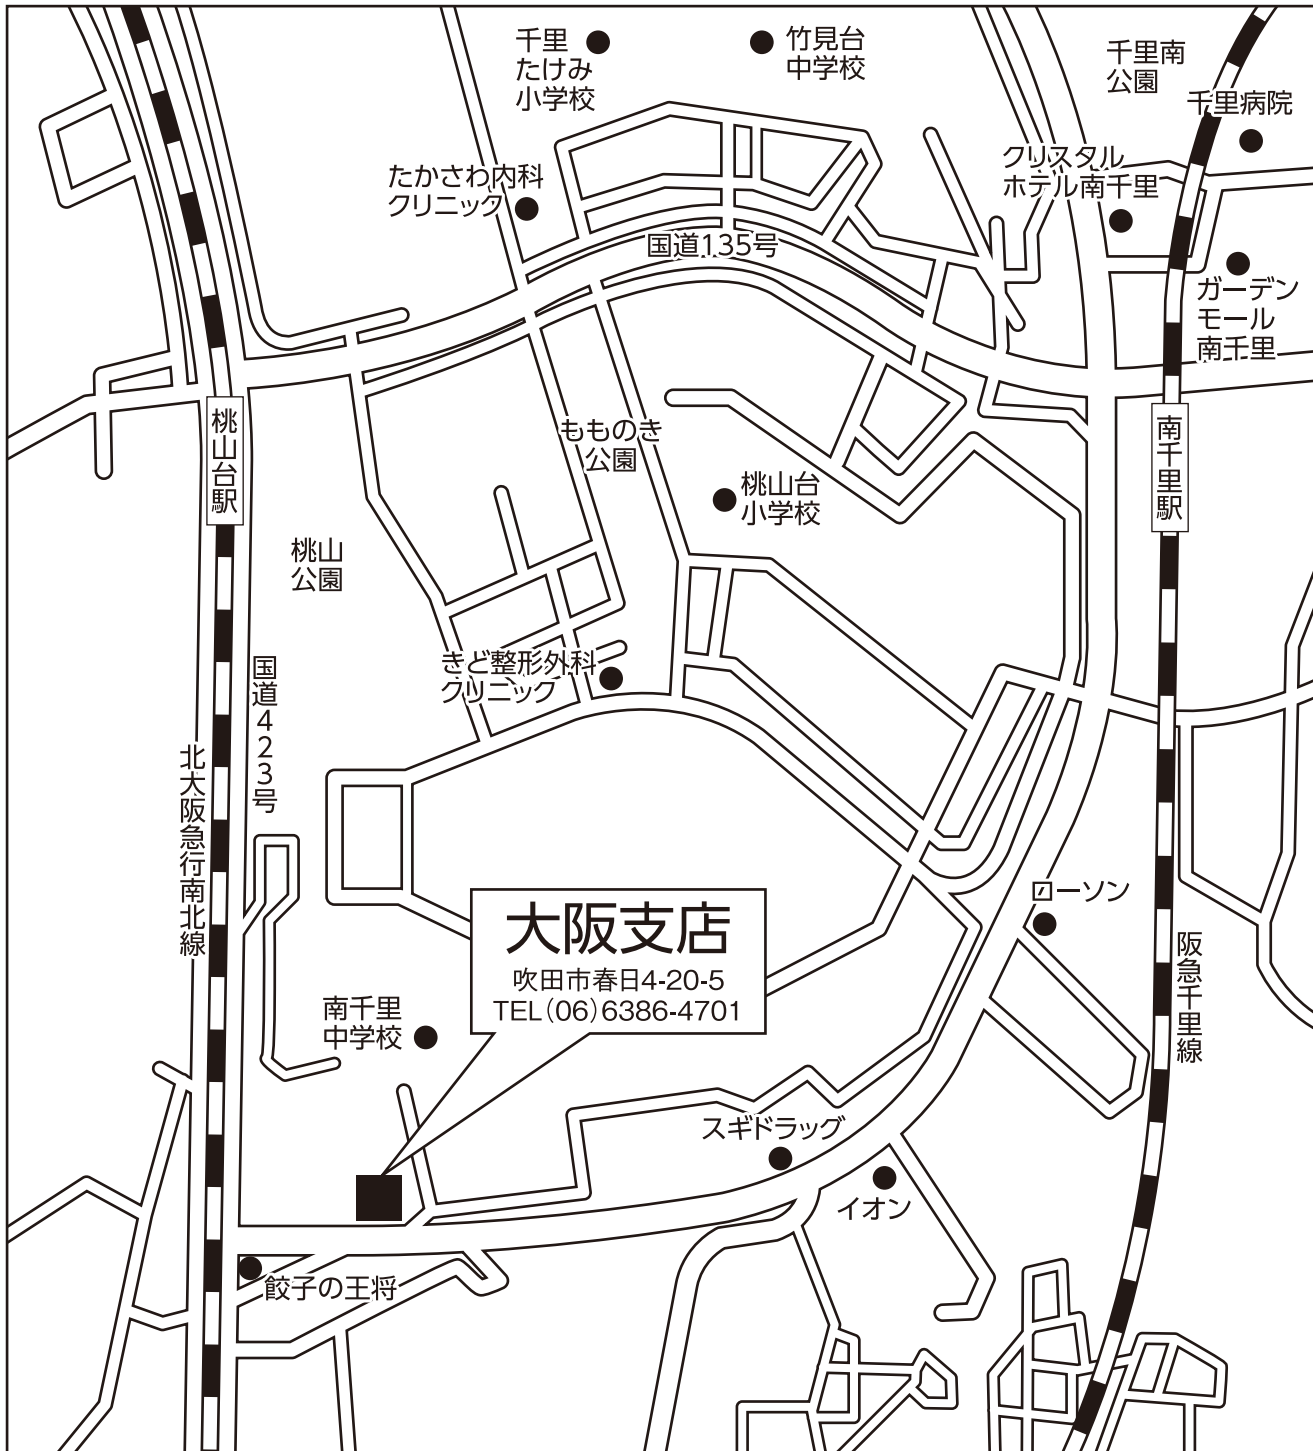 千里
たけみ
小学校
竹見台
中学校
千里南
公園
千里病院
クリスタル
ホテル南千里
たかさわ内科
クリニック
国道135号
ガーデン
モール
南千里
桃山台駅
南千里駅
もものき
公園
桃山台
小学校
桃山
公園
きど整形外科
クリニック
国道423号
北大阪急行南北線
ローソン
大阪支店
吹田市春日4-20-5
TEL(06)6386-4701
阪急千里線
南千里
中学校
スギドラッグ
イオン
餃子の王将